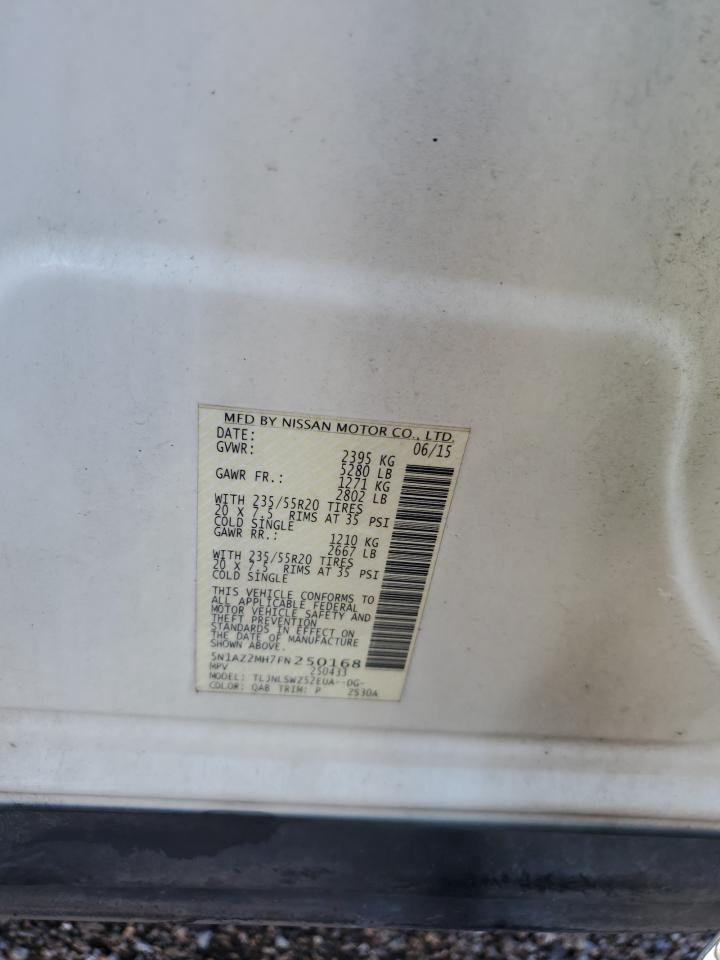 MFD BY NISSAN MOTOR CO., LTD.
DATE: 06/15
GVWR: 2395 KG
5280 LB
GAWR FR.: 1271 KG
2802 LB
WITH 235/55R20 TIRES
20 X 7.5 RIMS AT 35 PSI
COLD SINGLE
GAWR RR.: 1210 KG
2667 LB
WITH 235/55R20 TIRES
20 X 7.5 RIMS AT 35 PSI
COLD SINGLE
THIS VEHICLE CONFORMS TO
ALL APPLICABLE FEDERAL
MOTOR VEHICLE SAFETY AND
THEFT PREVENTION
STANDARDS IN EFFECT ON
THE DATE OF MANUFACTURE
SHOWN ABOVE.
5N1AZ2MH7FN250168
MPV 250433
MODEL: TLJNLSWZ52EUA--DG-
COLOR: QAB TRIM: P 2530A